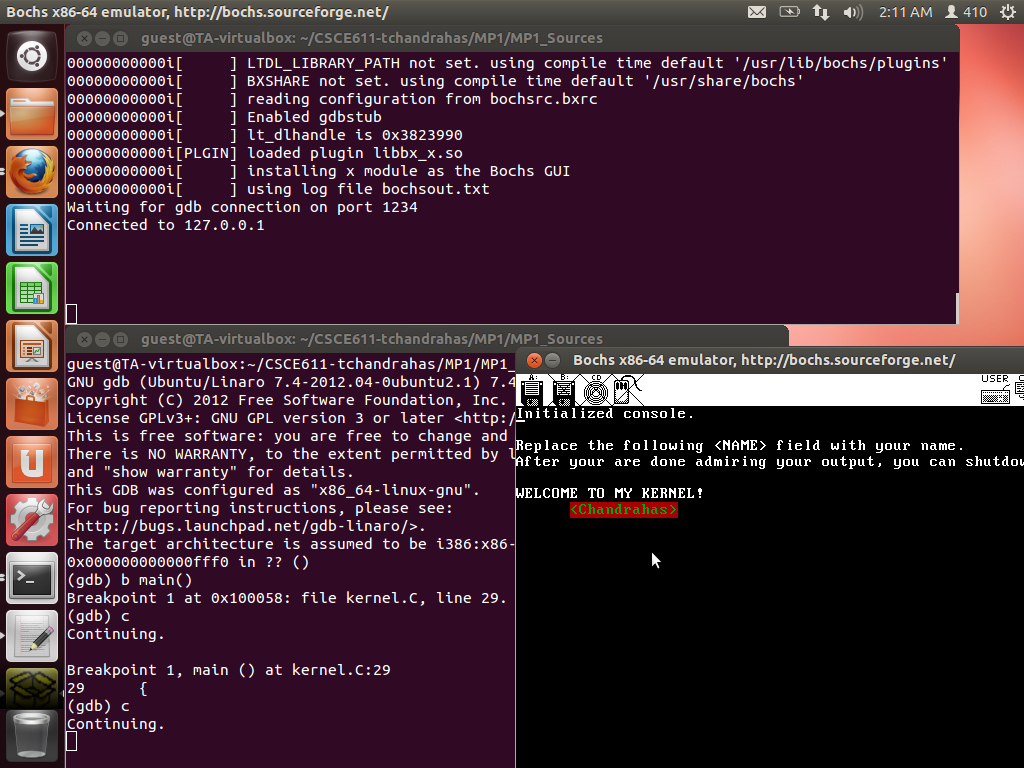 Bochs x86-64 emulator, http://bochs.sourceforge.net/
2:11 AM 410
guest@TA-virtualbox: ~/CSCE611-tchandrahas/MP1/MP1_Sources
00000000000i[      ] LTDL_LIBRARY_PATH not set. using compile time default '/usr/lib/bochs/plugins'
00000000000i[      ] BXSHARE not set. using compile time default '/usr/share/bochs'
00000000000i[      ] reading configuration from bochsrc.bxrc
00000000000i[      ] Enabled gdbstub
00000000000i[      ] lt_dlhandle is 0x3823990
00000000000i[PLGIN] loaded plugin libbx_x.so
00000000000i[      ] installing x module as the Bochs GUI
00000000000i[      ] using log file bochsout.txt
Waiting for gdb connection on port 1234
Connected to 127.0.0.1
guest@TA-virtualbox: ~/CSCE611-tchandrahas/MP1/MP1_Sources
guest@TA-virtualbox:~/CSCE611-tchandrahas/MP1/MP1_
GNU gdb (Ubuntu/Linaro 7.4-2012.04-0ubuntu2.1) 7.4
Copyright (C) 2012 Free Software Foundation, Inc.
License GPLv3+: GNU GPL version 3 or later <http:/
This is free software: you are free to change and
There is NO WARRANTY, to the extent permitted by l
and "show warranty" for details.
This GDB was configured as "x86_64-linux-gnu".
For bug reporting instructions, please see:
<http://bugs.launchpad.net/gdb-linaro/>.
The target architecture is assumed to be i386:x86-
0x000000000000fff0 in ?? ()
(gdb) b main()
Breakpoint 1 at 0x100058: file kernel.C, line 29.
(gdb) c
Continuing.
Breakpoint 1, main () at kernel.C:29
29      {
(gdb) c
Continuing.
Bochs x86-64 emulator, http://bochs.sourceforge.net/
A: B: CD USER
Initialized console.
Replace the following <NAME> field with your name.
After your are done admiring your output, you can shutdow
WELCOME TO MY KERNEL!
<Chandrahas>